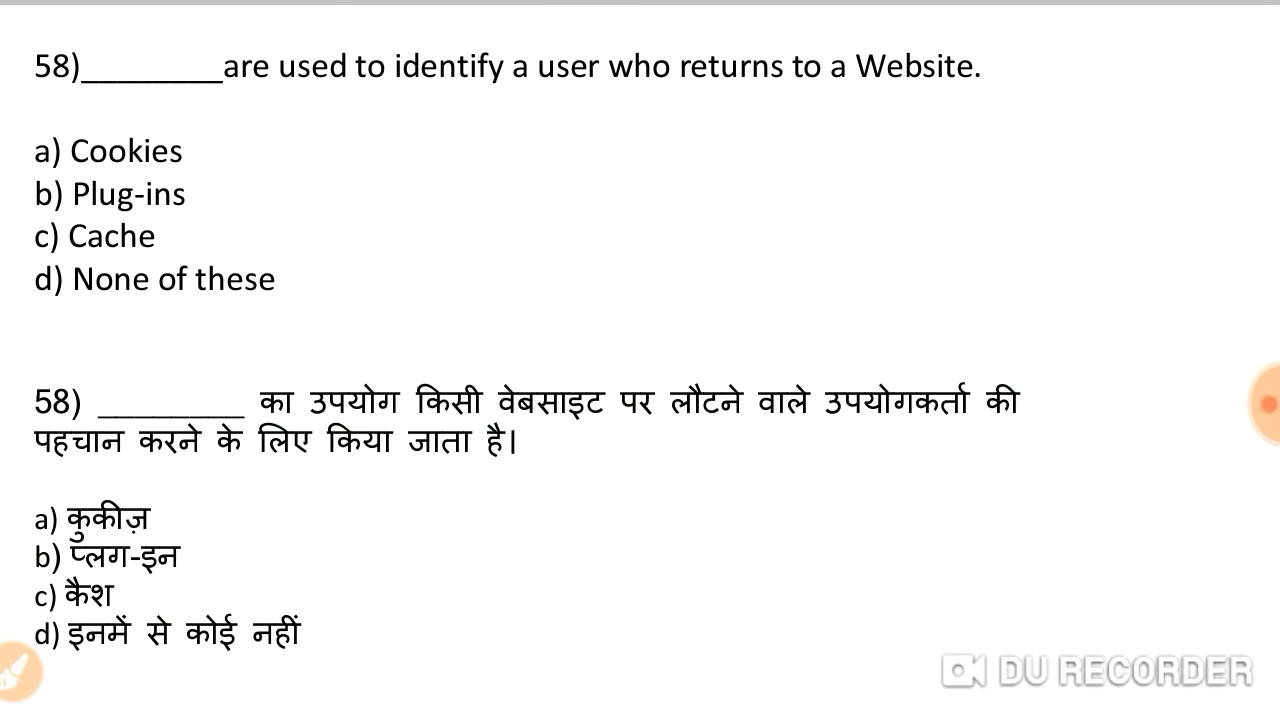 58)________are used to identify a user who returns to a Website.
a) Cookies
b) Plug-ins
c) Cache
d) None of these
58) ________ का उपयोग किसी वेबसाइट पर लौटने वाले उपयोगकर्ता की
पहचान करने के लिए किया जाता है।
a) कुकीज़
b) प्लग-इन
c) कैश
d) इनमें से कोई नहीं
DU RECORDER